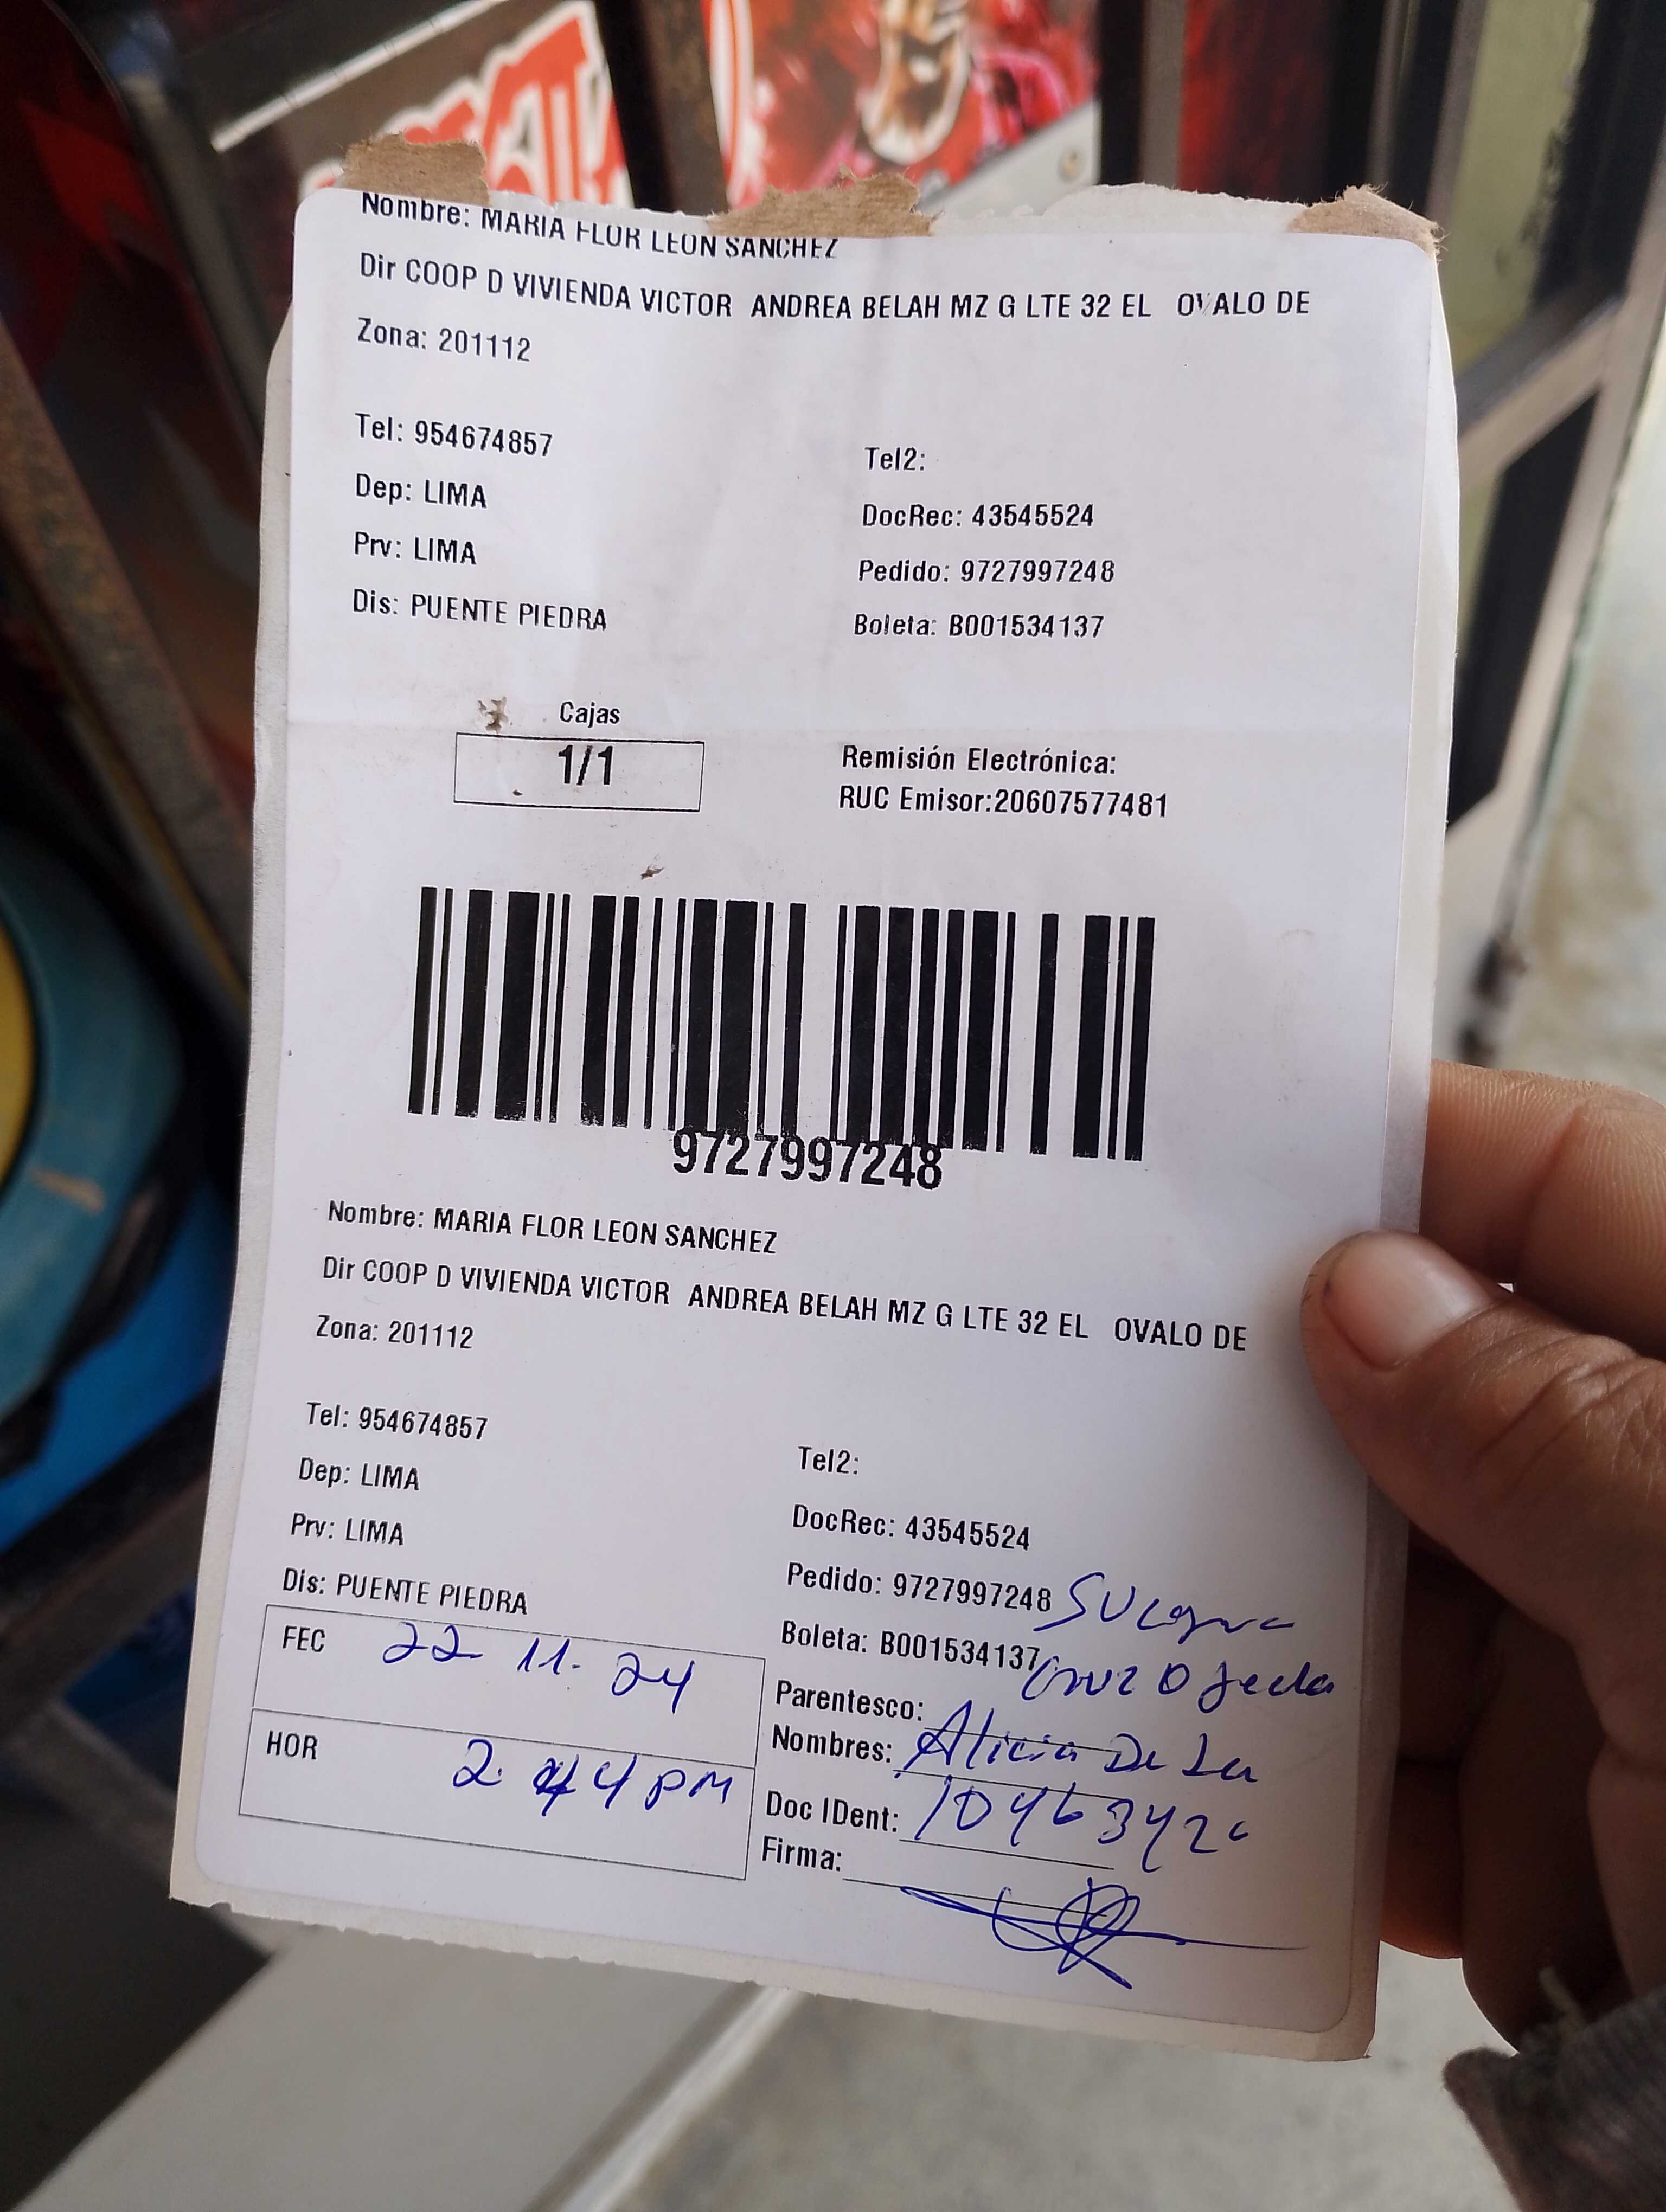 Nombre: MARIA FLOR LEON SANCHEZ
Dir COOP D VIVIENDA VICTOR ANDREA BELAH MZ G LTE 32 EL OVALO DE
Zona: 201112
Tel: 954674857
Tel2:
Dep: LIMA
DocRec: 43545524
Prv: LIMA
Pedido: 9727997248
Dis: PUENTE PIEDRA
Boleta: B001534137
Cajas
1/1
Remisión Electrónica:
RUC Emisor:20607577481
9727997248
Nombre: MARIA FLOR LEON SANCHEZ
Dir COOP D VIVIENDA VICTOR ANDREA BELAH MZ G LTE 32 EL OVALO DE
Zona: 201112
Tel: 954674857
Tel2:
Dep: LIMA
DocRec: 43545524
Prv: LIMA
Pedido: 9727997248
Dis: PUENTE PIEDRA
Boleta: B001534137
FEC 22 11. 24
Parentesco:
Cruz Ojeda
Nombres: Alicia De La
HOR 2 44 PM
Doc IDent:
Firma: